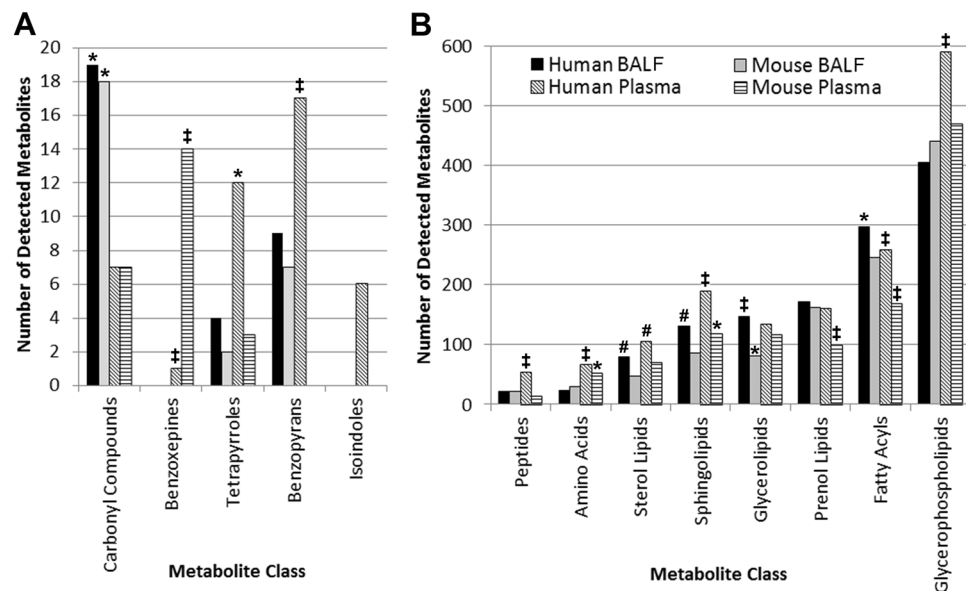 A
Number of Detected Metabolites
20
18
16
14
12
10
8
6
4
2
0
* *
‡ ‡
*
‡
Carbonyl Compounds
Benzoxepines
Tetrapyrroles
Benzopyrans
Isoindoles
Metabolite Class
B
Number of Detected Metabolites
600
500
400
300
200
100
0
Human BALF
Mouse BALF
Human Plasma
Mouse Plasma
‡
‡ *
# #
# ‡ *
‡ *
‡
* ‡ ‡
‡
Peptides
Amino Acids
Sterol Lipids
Sphingolipids
Glycerolipids
Prenol Lipids
Fatty Acyls
Glycerophospholipids
Metabolite Class